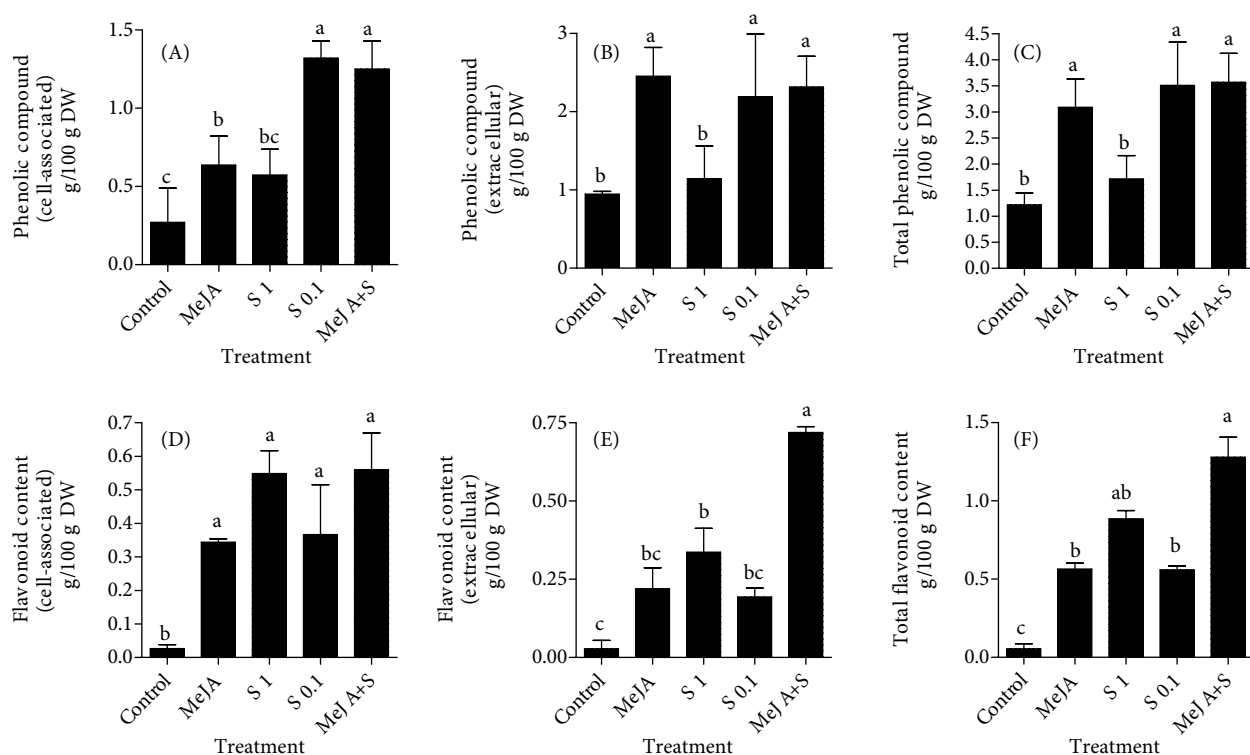 Phenolic compound
(cell-associated)
g/100 g DW
1.5
1.0
0.5
0.0
(A)
c
b
bc
a
a
Control
MeJA
S 1
S 0.1
MeJ A+S
Treatment
Phenolic compound
(extracellular)
g/100 g DW
3
2
1
0
(B)
b
a
b
a
a
Control
MeJA
S 1
S 0.1
MeJ A+S
Treatment
Total phenolic compound
g/100 g DW
4.5
4.0
3.5
3.0
2.5
2.0
1.5
1.0
0.5
0.0
(C)
b
a
b
a
a
Control
MeJA
S 1
S 0.1
MeJ A+S
Treatment
Flavonoid content
(cell-associated)
g/100 g DW
0.7
0.6
0.5
0.4
0.3
0.2
0.1
0.0
(D)
b
a
a
a
a
Control
MeJA
S 1
S 0.1
MeJ A+S
Treatment
Flavonoid content
(extracellular)
g/100 g DW
0.75
0.50
0.25
0.00
(E)
c
bc
b
bc
a
Control
MeJA
S 1
S 0.1
MeJ A+S
Treatment
Total flavonoid content
g/100 g DW
1.5
1.0
0.5
0.0
(F)
c
b
ab
b
a
Control
MeJA
S 1
S 0.1
MeJ A+S
Treatment